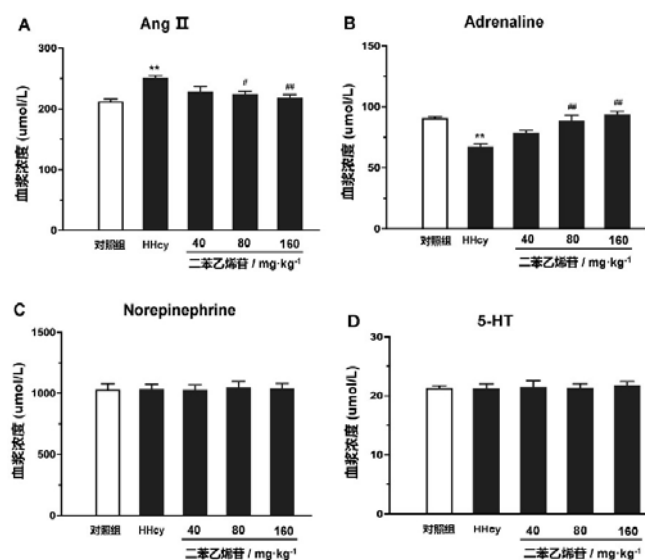 A
Ang Ⅱ
血浆浓度 (umol/L)
250
200
150
100
50
0
**
#
##
对照组 HHcy 40 80 160
二苯乙烯苷 / mg·kg⁻¹
B
Adrenaline
血浆浓度 (umol/L)
150
100
50
0
**
##
##
对照组 HHcy 40 80 160
二苯乙烯苷 / mg·kg⁻¹
C
Norepinephrine
血浆浓度 (umol/L)
1500
1000
500
0
对照组 HHcy 40 80 160
二苯乙烯苷 / mg·kg⁻¹
D
5-HT
血浆浓度 (umol/L)
30
20
10
0
对照组 HHcy 40 80 160
二苯乙烯苷 / mg·kg⁻¹